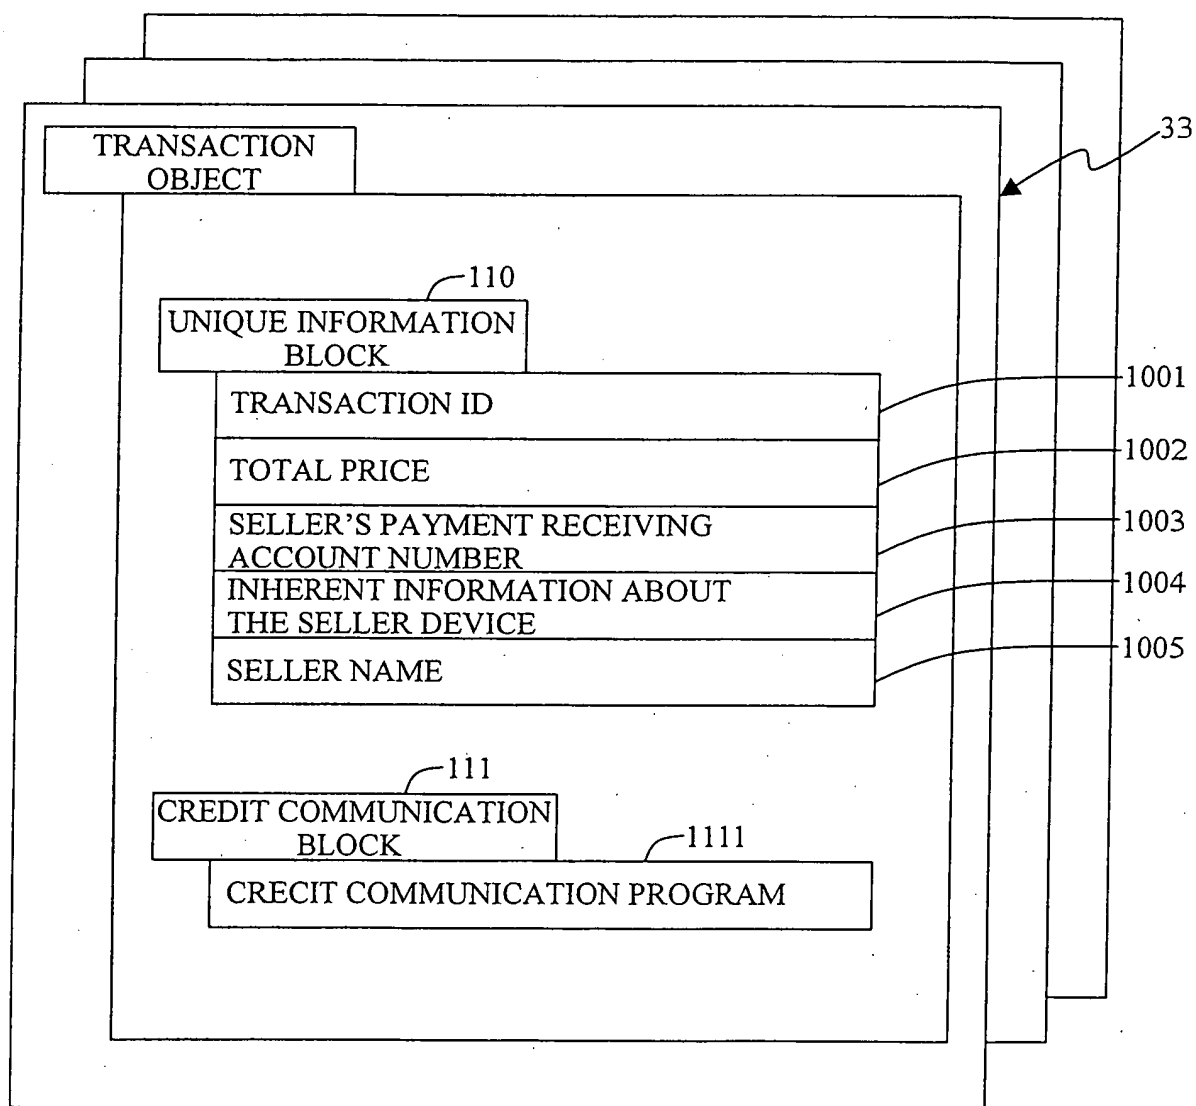 TRANSACTION
OBJECT
33
110
UNIQUE INFORMATION
BLOCK
TRANSACTION ID
1001
TOTAL PRICE
1002
SELLER'S PAYMENT RECEIVING
ACCOUNT NUMBER
1003
INHERENT INFORMATION ABOUT
THE SELLER DEVICE
1004
SELLER NAME
1005
111
CREDIT COMMUNICATION
BLOCK
1111
CRECIT COMMUNICATION PROGRAM